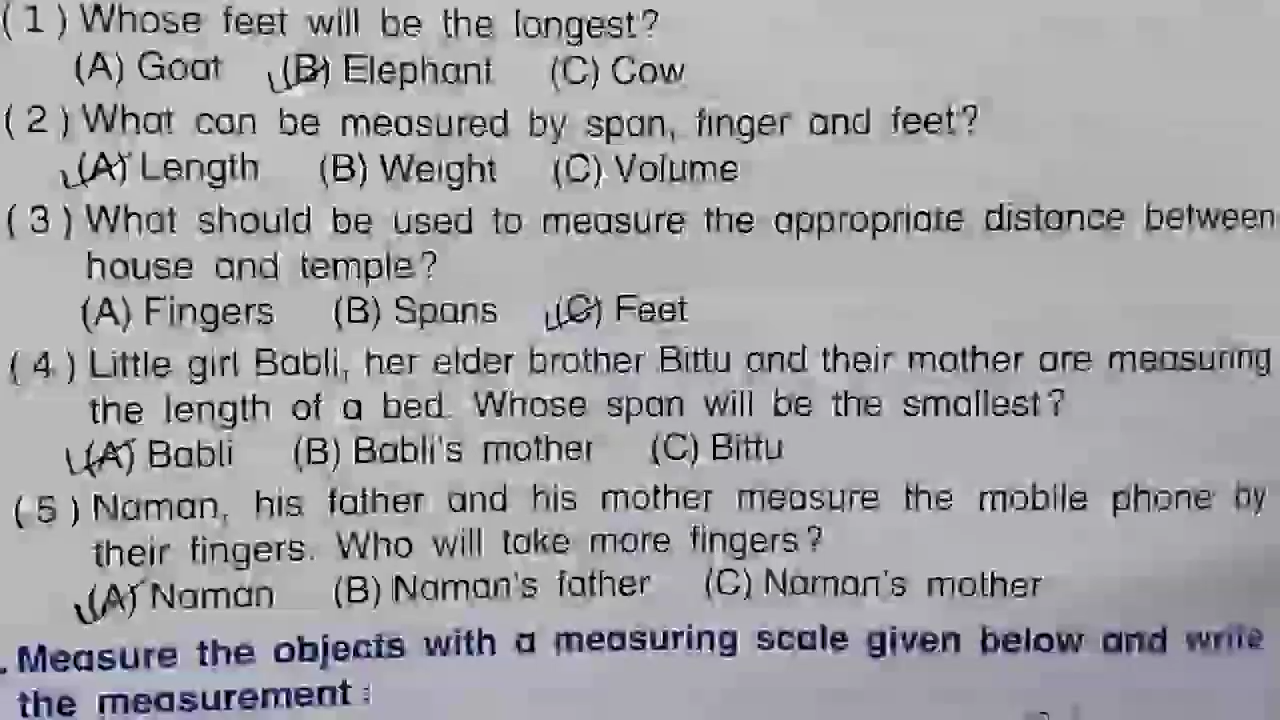 (1) Whose feet will be the longest?
(A) Goat (B) Elephant (C) Cow
(2) What can be measured by span, finger and feet?
(A) Length (B) Weight (C) Volume
(3) What should be used to measure the appropriate distance between
house and temple?
(A) Fingers (B) Spans (C) Feet
(4) Little girl Babli, her elder brother Bittu and their mother are measuring
the length of a bed. Whose span will be the smallest?
(A) Babli (B) Babli's mother (C) Bittu
(5) Naman, his father and his mother measure the mobile phone by
their fingers. Who will take more fingers?
(A) Naman (B) Naman's father (C) Naman's mother
. Measure the objects with a measuring scale given below and write
the measurement :